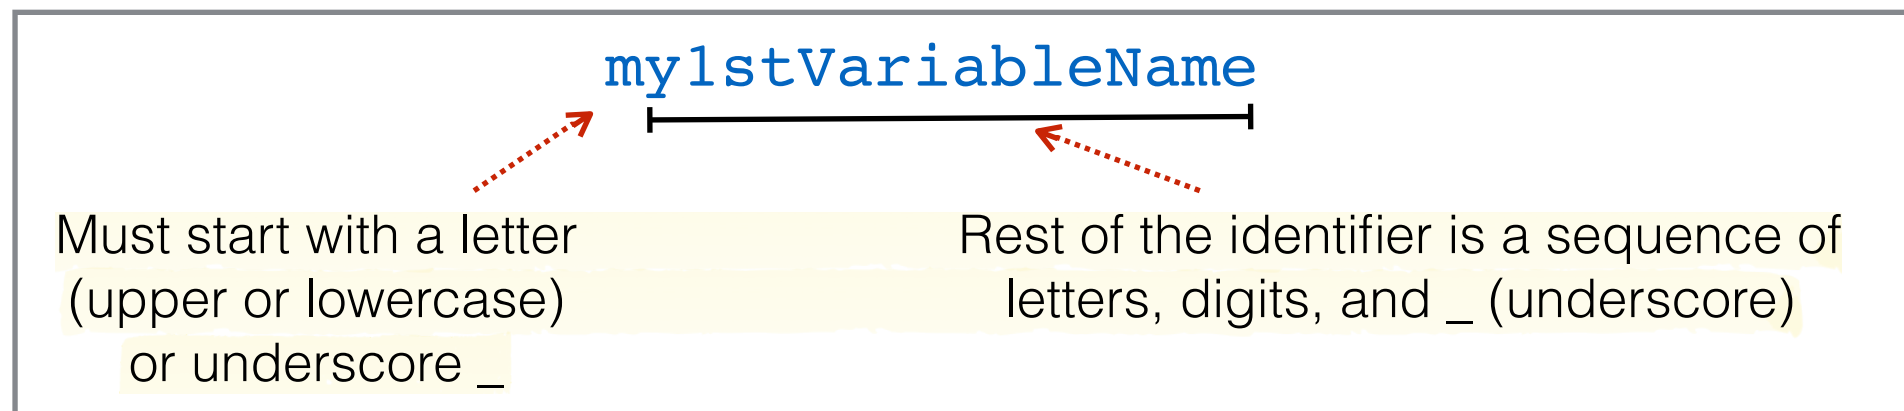 my1stVariableName
Must start with a letter
(upper or lowercase)
or underscore _
Rest of the identifier is a sequence of
letters, digits, and _ (underscore)